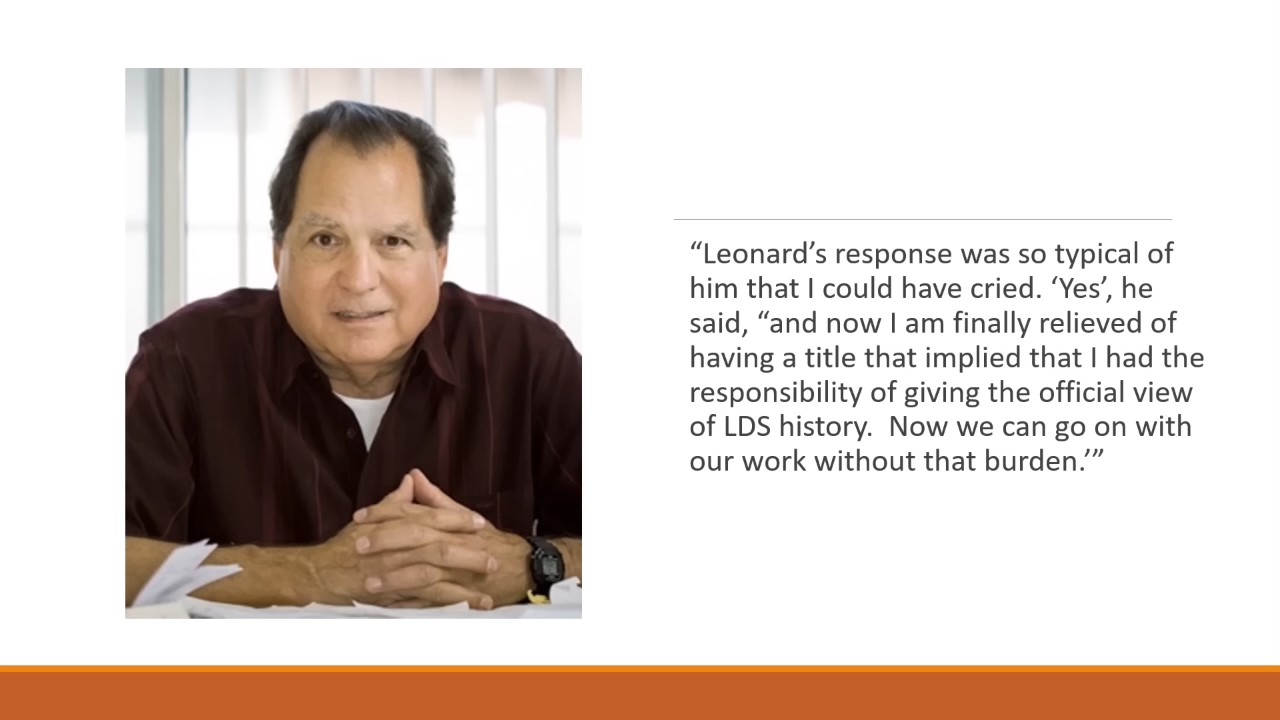 “Leonard’s response was so typical of
him that I could have cried. ‘Yes’, he
said, “and now I am finally relieved of
having a title that implied that I had the
responsibility of giving the official view
of LDS history.  Now we can go on with
our work without that burden.’”